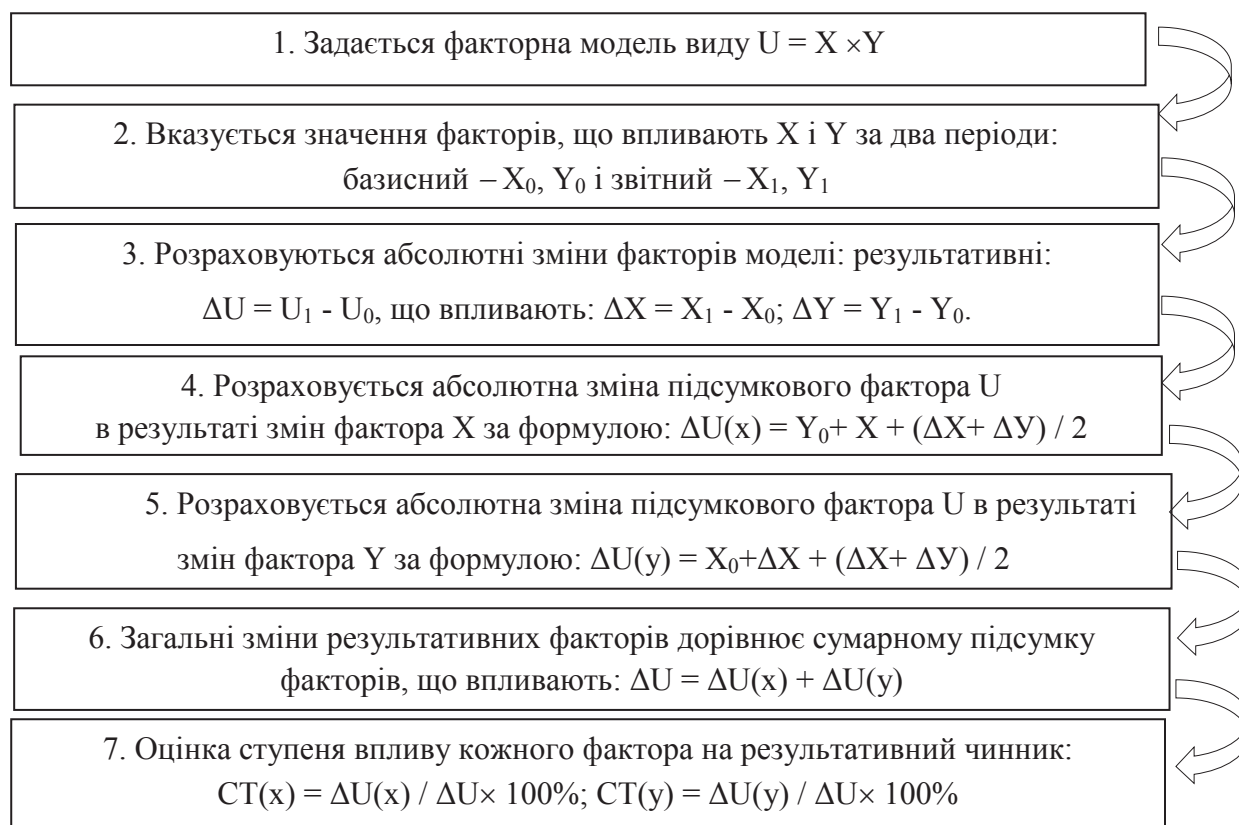 1. Задається факторна модель виду U = X ×Y
2. Вказується значення факторів, що впливають X і Y за два періоди:
базисний – X₀, Y₀ і звітний – X₁, Y₁
3. Розраховуються абсолютні зміни факторів моделі: результативні:
ΔU = U₁ - U₀, що впливають: ΔX = X₁ - X₀; ΔY = Y₁ - Y₀.
4. Розраховується абсолютна зміна підсумкового фактора U
в результаті змін фактора X за формулою: ΔU(x) = Y₀+ X + (ΔX+ ΔУ) / 2
5. Розраховується абсолютна зміна підсумкового фактора U в результаті
змін фактора Y за формулою: ΔU(y) = X₀+ΔX + (ΔX+ ΔУ) / 2
6. Загальні зміни результативних факторів дорівнює сумарному підсумку
факторів, що впливають: ΔU = ΔU(x) + ΔU(y)
7. Оцінка ступеня впливу кожного фактора на результативний чинник:
СТ(x) = ΔU(x) / ΔU× 100%; СТ(y) = ΔU(y) / ΔU× 100%